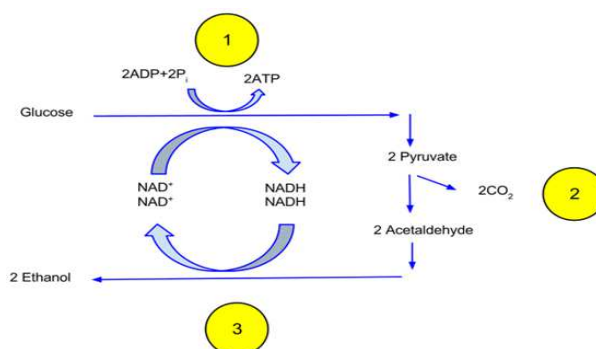 1
2ADP+2Pi
2ATP
Glucose
2 Pyruvate
NAD⁺
NAD⁺
NADH
NADH
2CO₂
2
2 Acetaldehyde
2 Ethanol
3